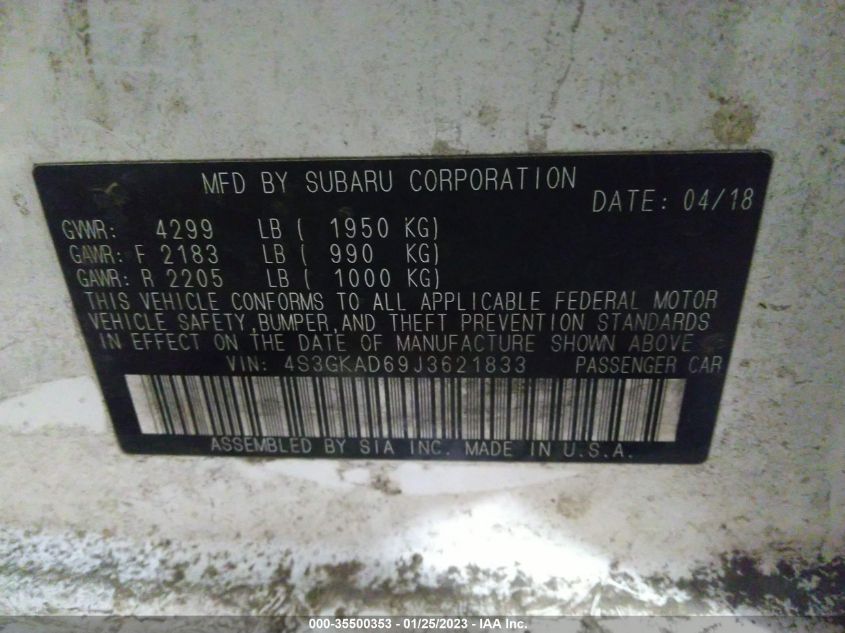 MFD BY SUBARU CORPORATION
DATE: 04/18
GVWR: 4299 LB ( 1950 KG)
GAWR: F 2183 LB ( 990 KG)
GAWR: R 2205 LB ( 1000 KG)
THIS VEHICLE CONFORMS TO ALL APPLICABLE FEDERAL MOTOR
VEHICLE SAFETY,BUMPER,AND THEFT PREVENTION STANDARDS
IN EFFECT ON THE DATE OF MANUFACTURE SHOWN ABOVE
VIN: 4S3GKAD69J3621833 PASSENGER CAR
ASSEMBLED BY SIA INC. MADE IN U.S.A.
000-35500353 - 01/25/2023 - IAA Inc.